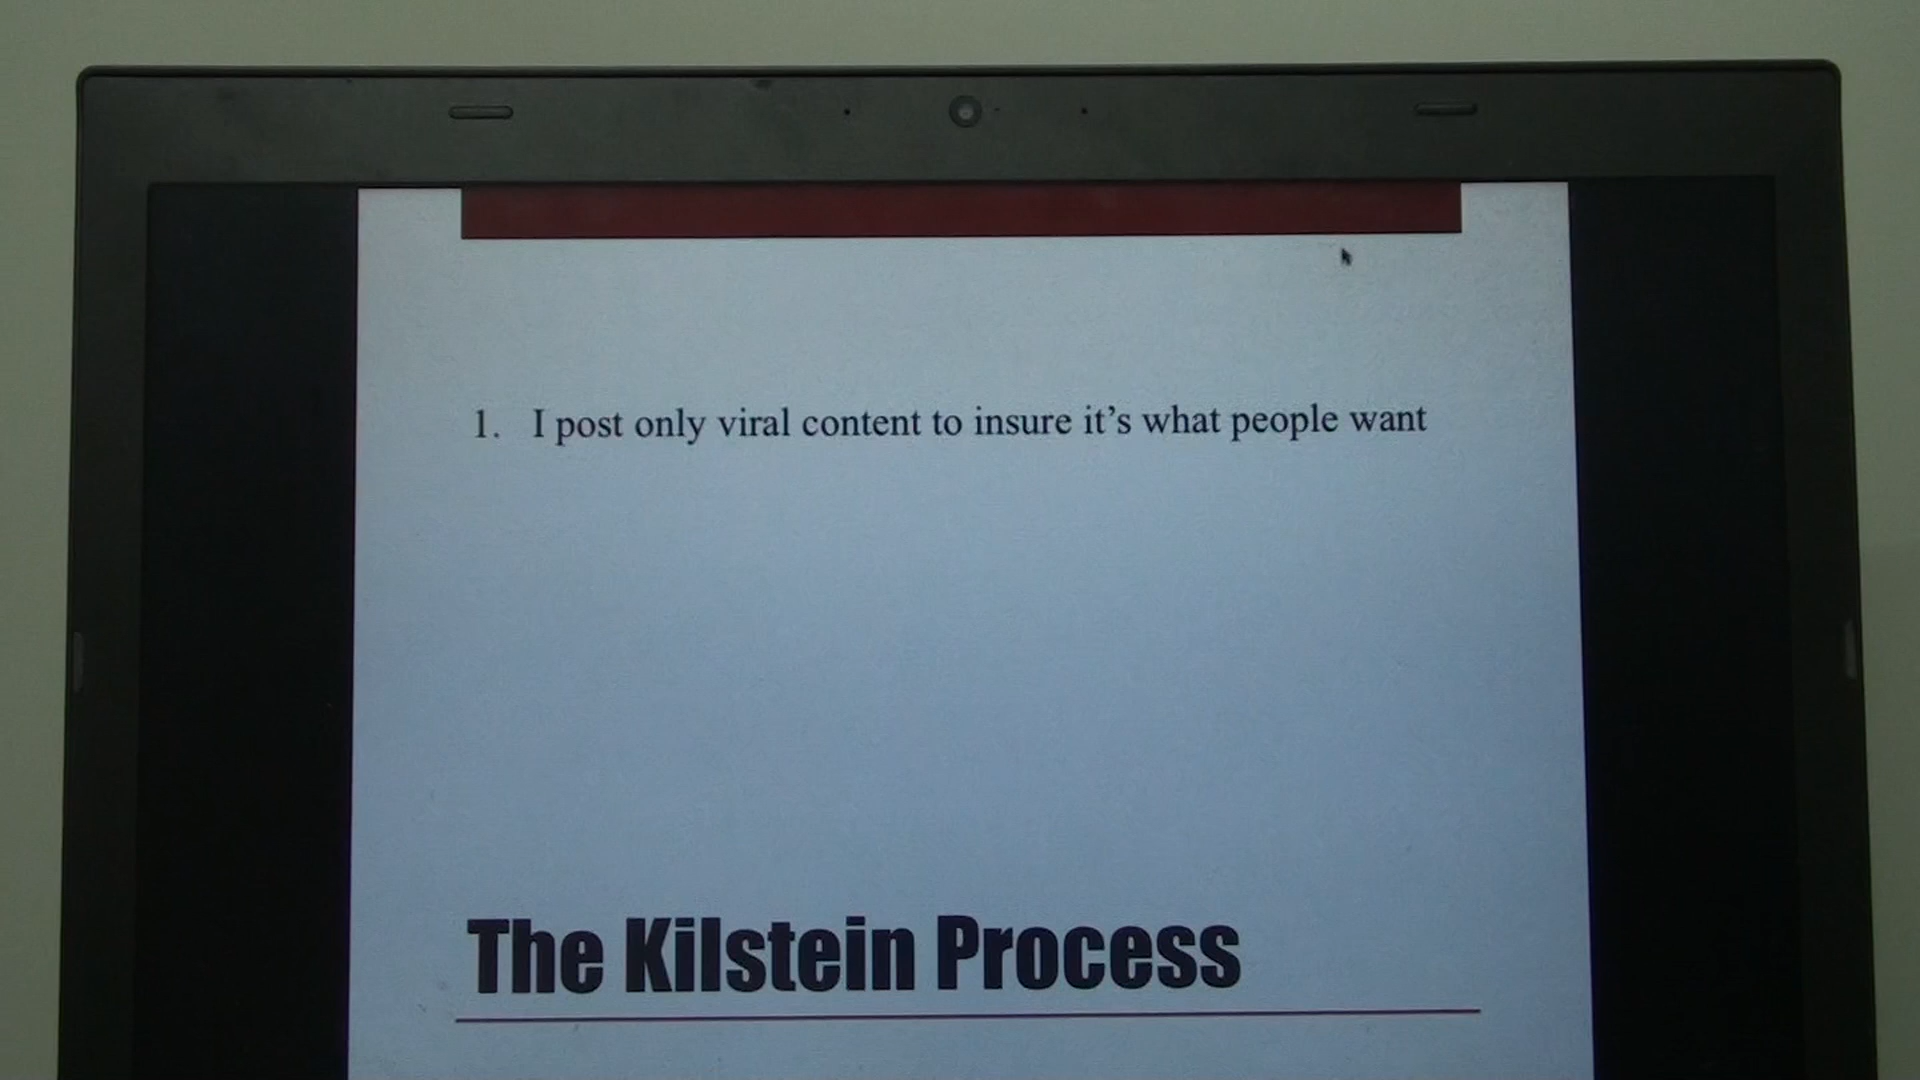 1. I post only viral content to insure it's what people want
The Kilstein Process